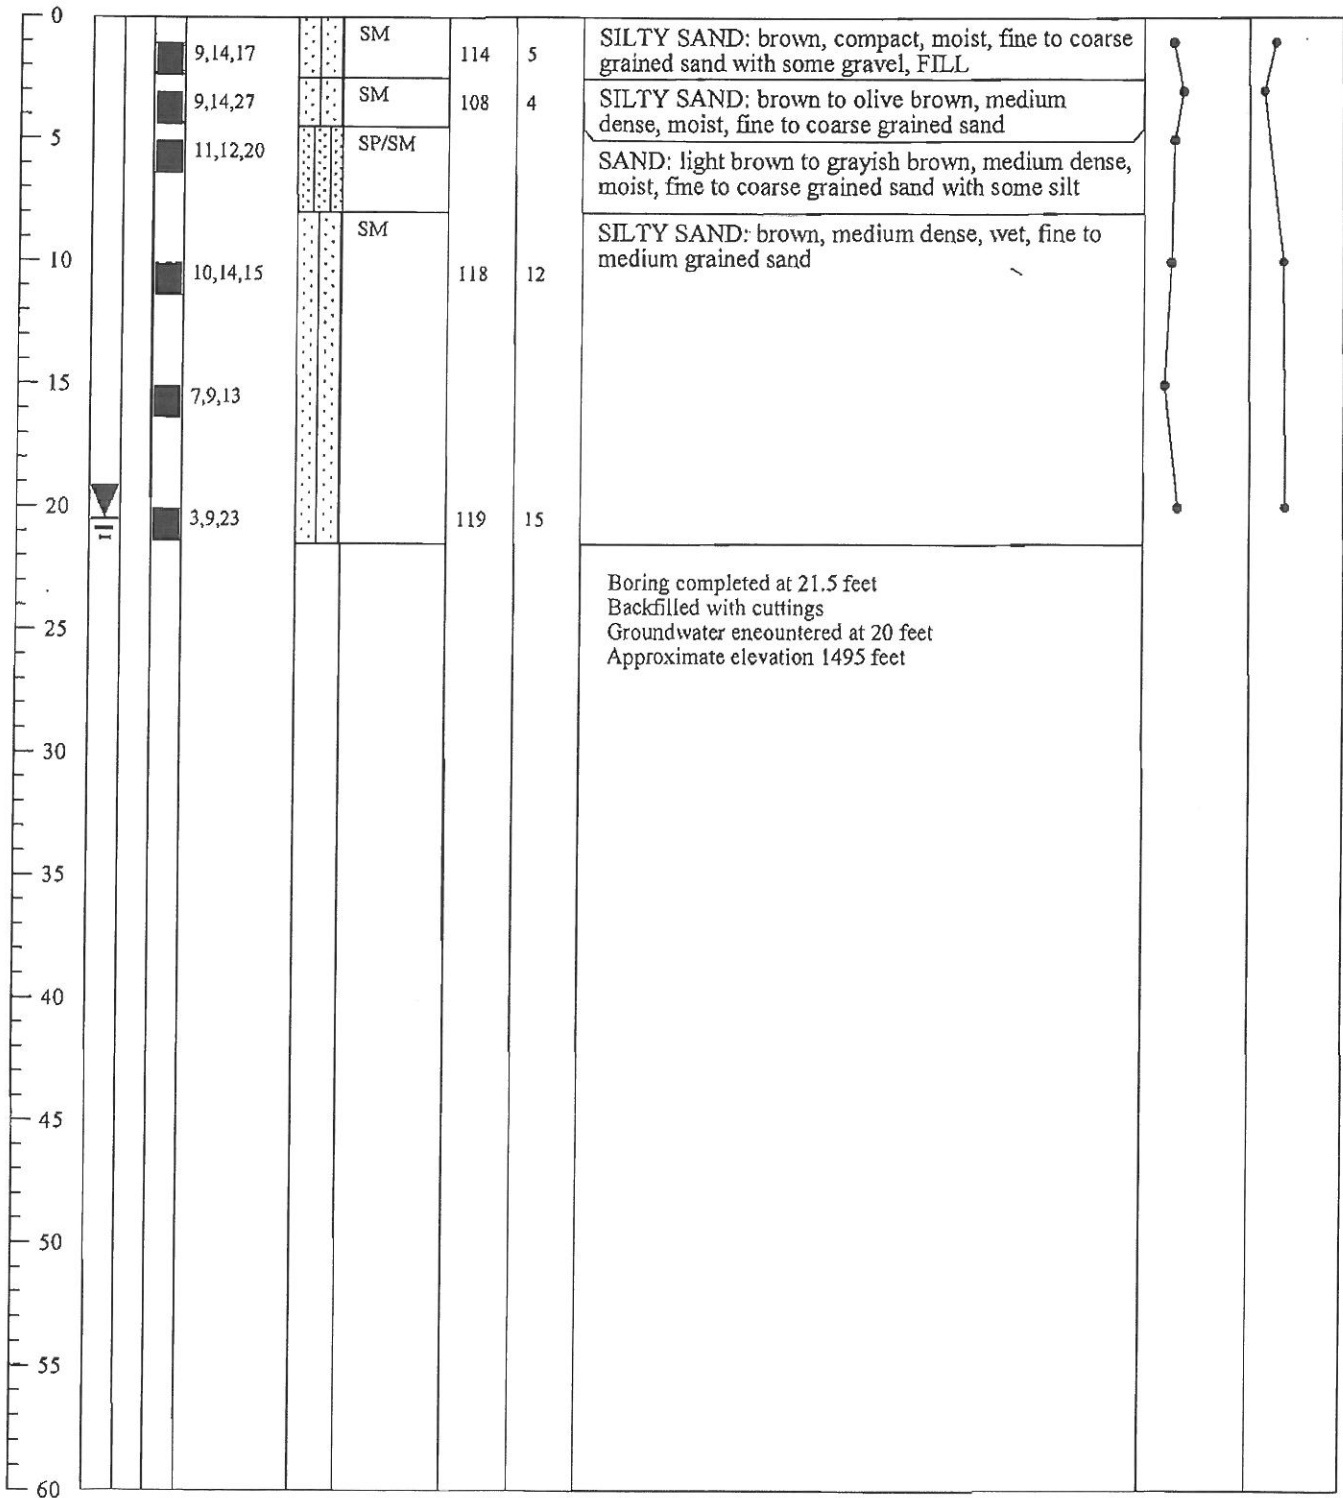 0
9,14,17
SM
114
5
SILTY SAND: brown, compact, moist, fine to coarse
grained sand with some gravel, FILL
9,14,27
SM
108
4
SILTY SAND: brown to olive brown, medium
dense, moist, fine to coarse grained sand
5
11,12,20
SP/SM
SAND: light brown to grayish brown, medium dense,
moist, fine to coarse grained sand with some silt
SM
SILTY SAND: brown, medium dense, wet, fine to
medium grained sand
10
10,14,15
118
12
15
7,9,13
20
3,9,23
119
15
Boring completed at 21.5 feet
Backfilled with cuttings
Groundwater eneountered at 20 feet
Approximate elevation 1495 feet
25
30
35
40
45
50
55
60